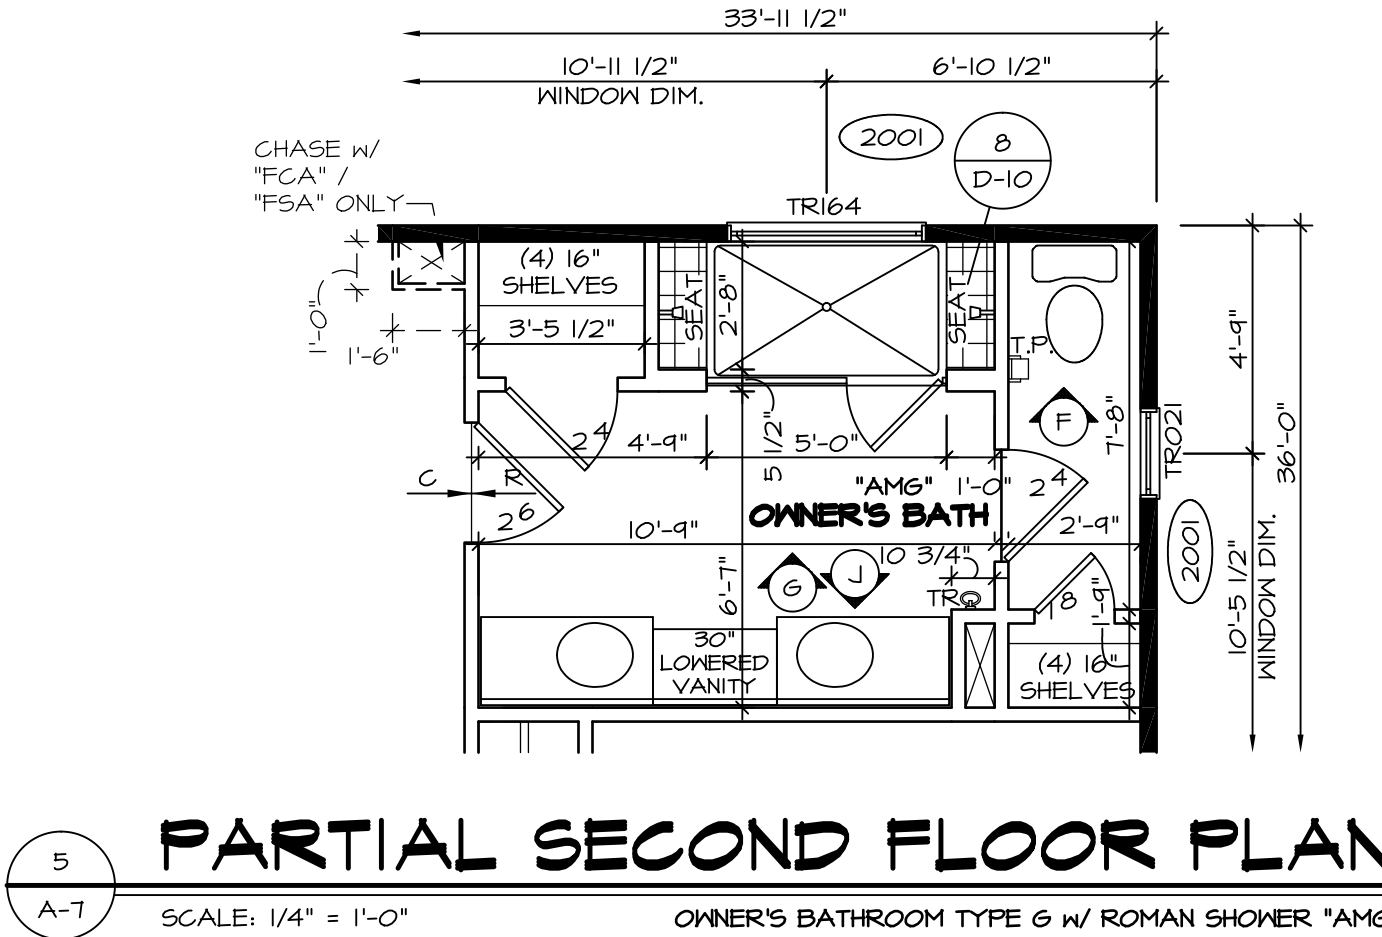 33'-11 1/2"
10'-11 1/2"
6'-10 1/2"
WINDOW DIM.
2001
8
D-10
CHASE W/
"FCA" /
"FSA" ONLY
TR164
(4) 16"
SHELVES
SEAT
2'-8"
SEAT
1'-0"
1'-6"
3'-5 1/2"
T.P.
4'-9"
36'-0"
F
7'-8"
TR021
2 4
4'-9"
5 1/2"
5'-0"
C
R
"AMG"
1'-0"
2 4
OWNER'S BATH
2 6
10'-9"
2'-9"
10 3/4"
2001
10'-5 1/2"
WINDOW DIM.
6'-7"
G
J
TR
1 8
1'-9"
30"
LOWERED
VANITY
(4) 16"
SHELVES
PARTIAL SECOND FLOOR PLAN
5
A-7
SCALE: 1/4" = 1'-0"
OWNER'S BATHROOM TYPE G W/ ROMAN SHOWER "AMG